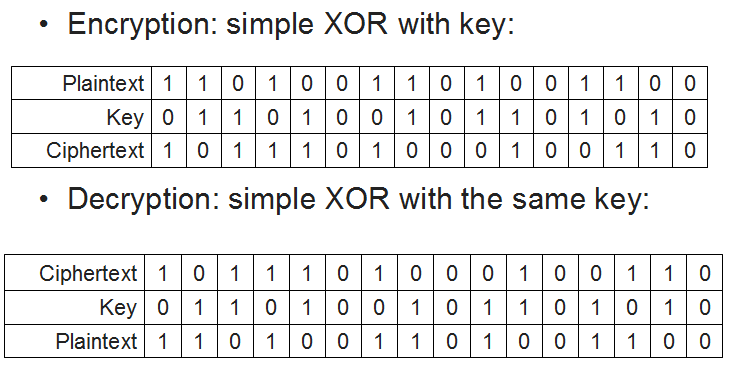 • Encryption: simple XOR with key:
Plaintext 1 1 0 1 0 0 1 1 0 1 0 0 1 1 0 0
Key 0 1 1 0 1 0 0 1 0 1 1 0 1 0 1 0
Ciphertext 1 0 1 1 1 0 1 0 0 0 1 0 0 1 1 0
• Decryption: simple XOR with the same key:
Ciphertext 1 0 1 1 1 0 1 0 0 0 1 0 0 1 1 0
Key 0 1 1 0 1 0 0 1 0 1 1 0 1 0 1 0
Plaintext 1 1 0 1 0 0 1 1 0 1 0 0 1 1 0 0